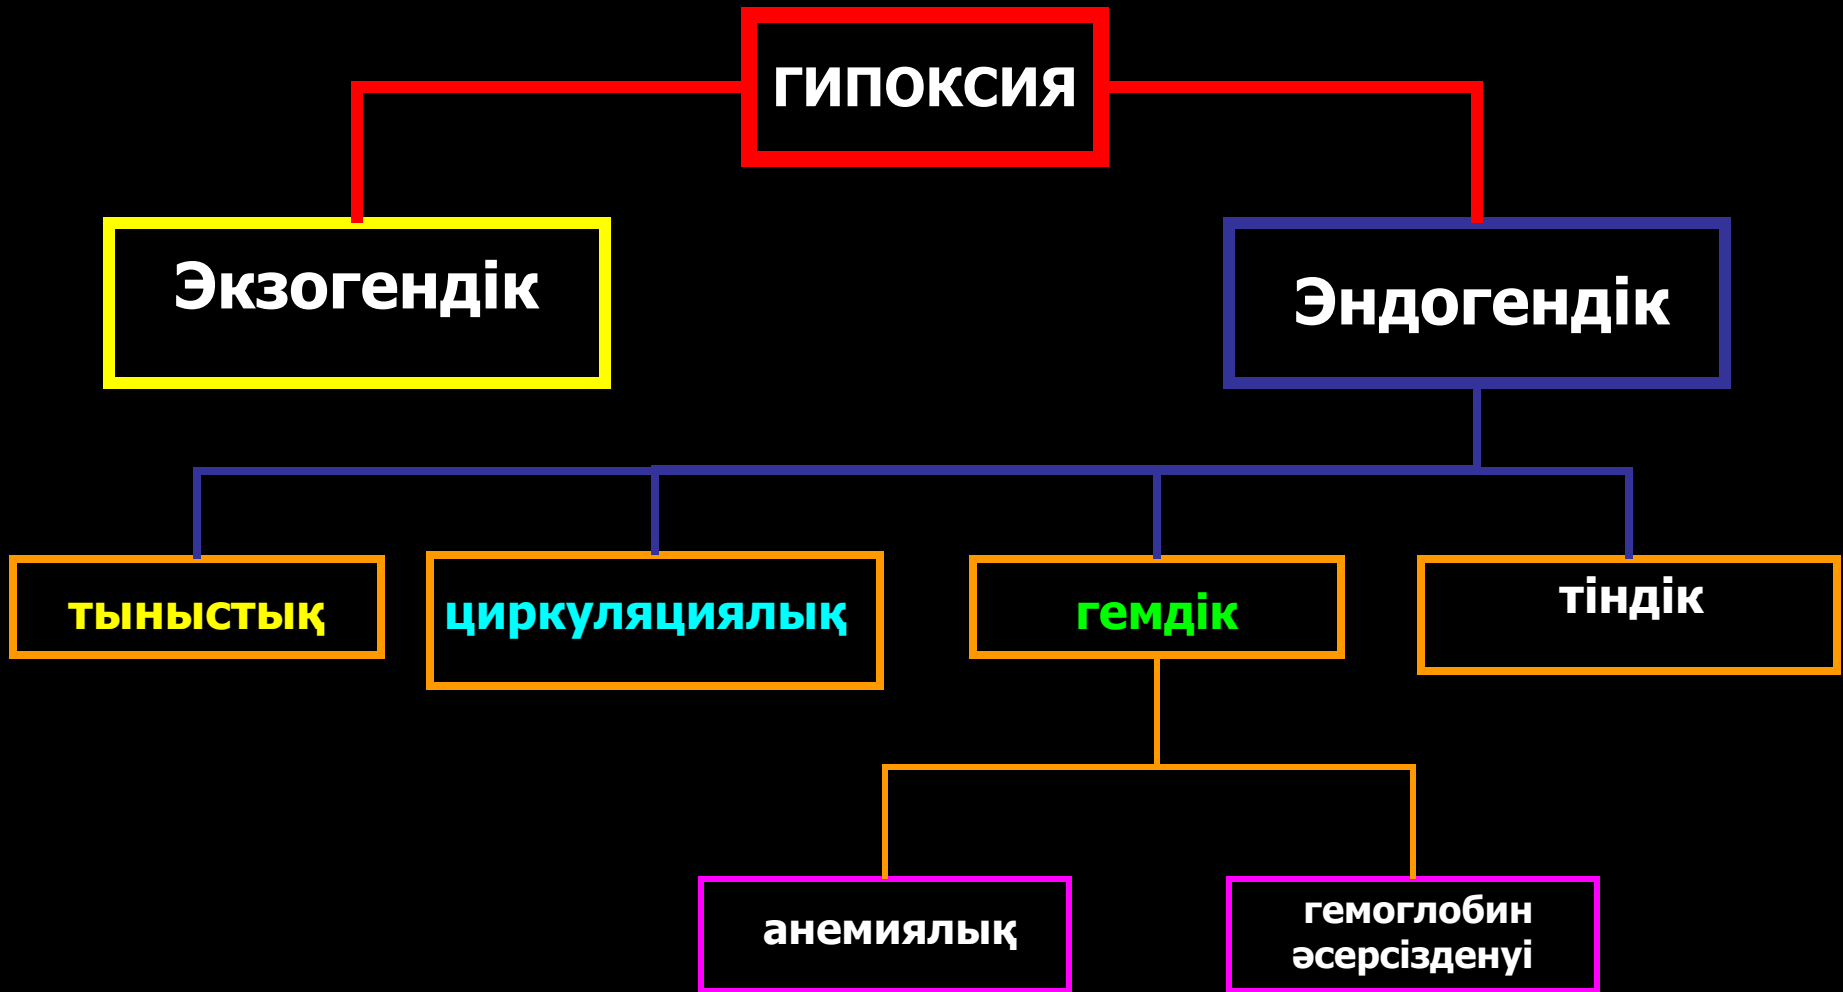 ГИПОКСИЯ
Экзогендік
Эндогендік
тыныстық
циркуляциялық
гемдік
тіндік
анемиялық
гемоглобин
әсерсізденуі